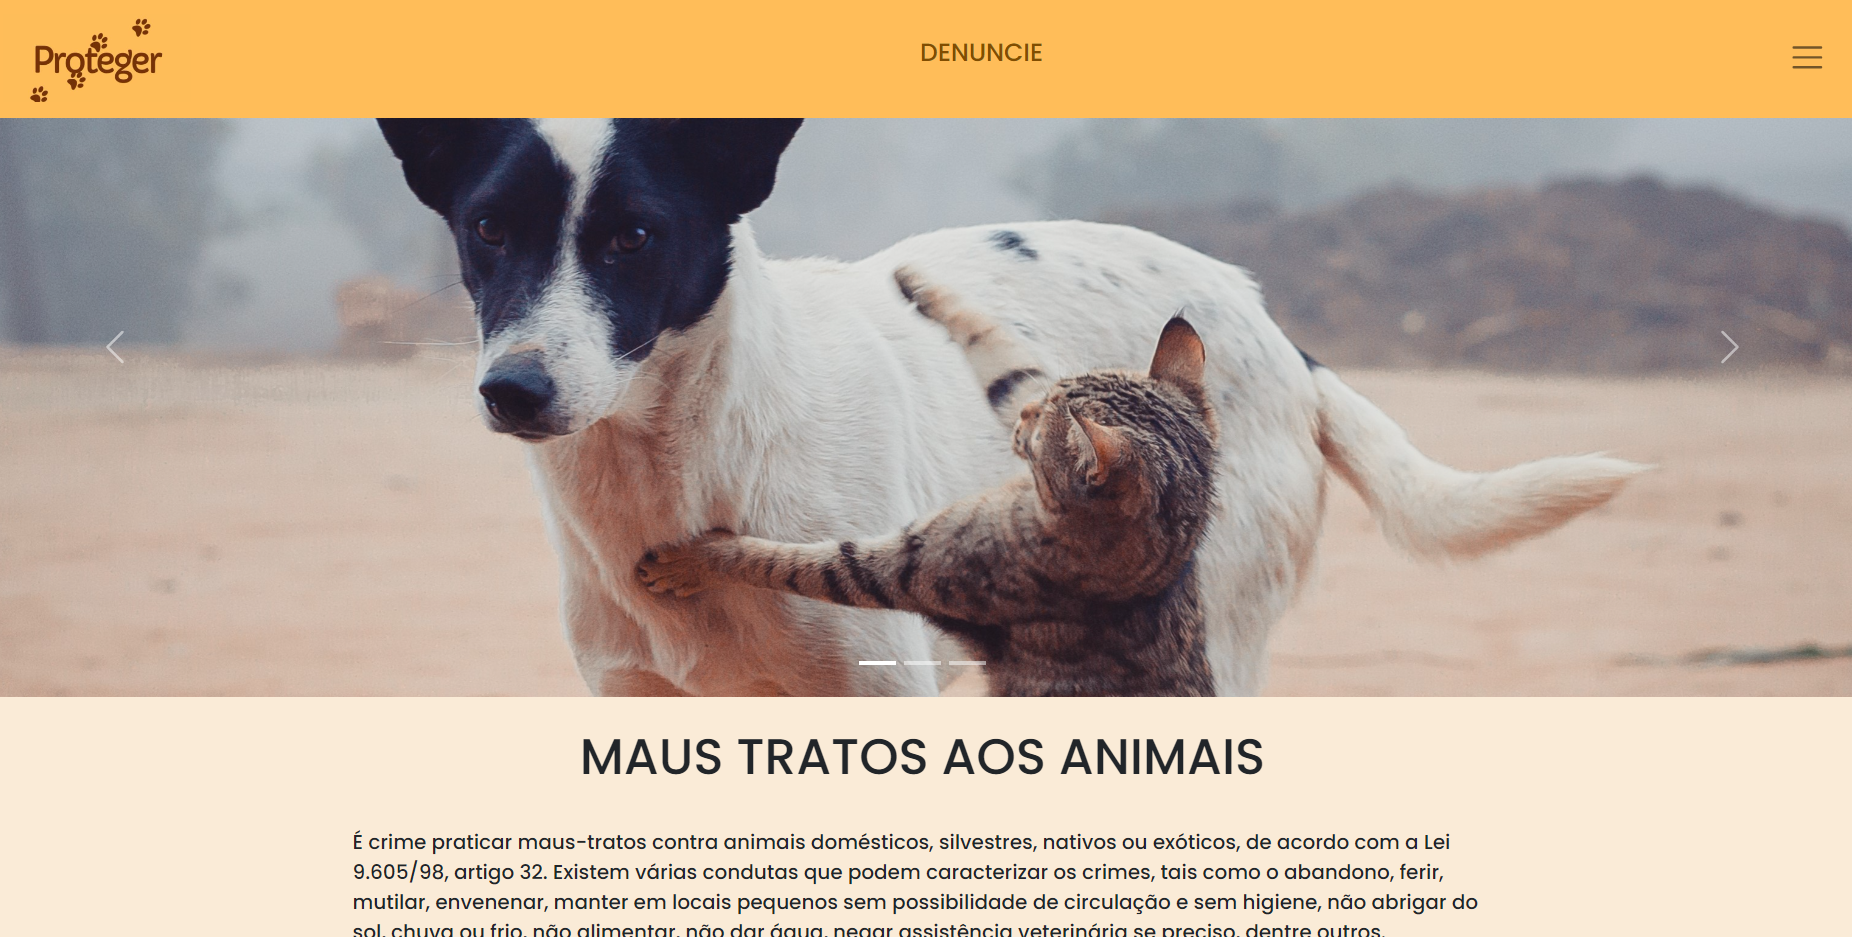 Proteger
DENUNCIE
MAUS TRATOS AOS ANIMAIS
É crime praticar maus-tratos contra animais domésticos, silvestres, nativos ou exóticos, de acordo com a Lei
9.605/98, artigo 32. Existem várias condutas que podem caracterizar os crimes, tais como o abandono, ferir,
mutilar, envenenar, manter em locais pequenos sem possibilidade de circulação e sem higiene, não abrigar do
sol, chuva ou frio, não alimentar, não dar água, negar assistência veterinária se preciso, dentre outros.